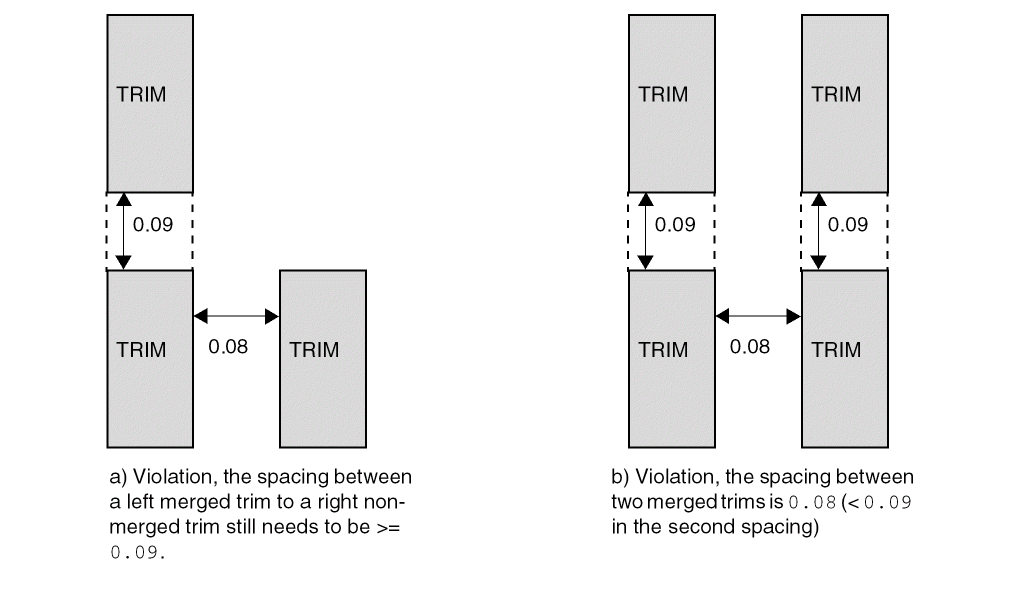 TRIM
TRIM
TRIM
0.09
0.09
0.09
TRIM
0.08
TRIM
TRIM
0.08
TRIM
a) Violation, the spacing between
a left merged trim to a right non-
merged trim still needs to be >=
0.09.
b) Violation, the spacing between
two merged trims is 0.08 (< 0.09
in the second spacing)